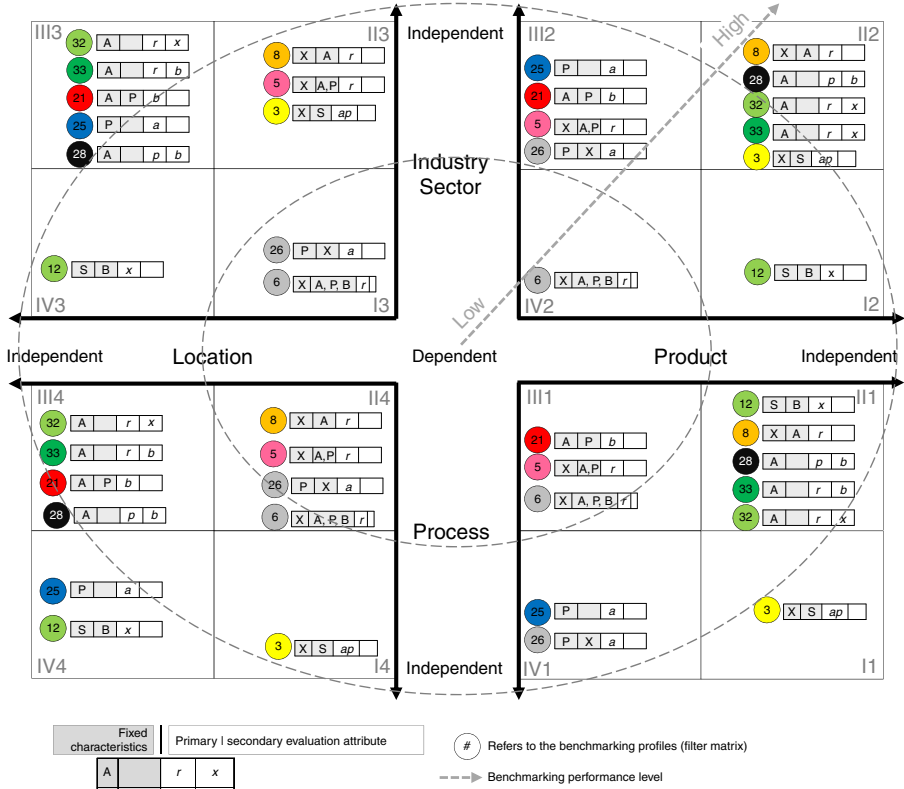 III3
II3
32 A r x
33 A r b
21 A P b
25 P a
28 A p b
8 X A r
5 X A,P r
3 X S ap
12 S B x
26 P X a
6 X A, P, B r
IV3
I3
Independent
Industry
Sector
III2
II2
High
25 P a
21 A P b
5 X A,P r
26 P X a
8 X A r
28 A p b
32 A r x
33 A r x
3 X S ap
6 X A, P, B r
12 S B x
IV2
I2
Low
Independent
Location
Dependent
Product
Independent
III4
II4
32 A r x
33 A r b
21 A P b
28 A p b
8 X A r
5 X A,P r
26 P X a
6 X A, P, B r
25 P a
12 S B x
3 X S ap
IV4
I4
Process
Independent
III1
II1
21 A P b
5 X A,P r
6 X A, P, B r
12 S B x
8 X A r
28 A p b
33 A r b
32 A r x
25 P a
26 P X a
3 X S ap
IV1
I1
Fixed
characteristics
Primary | secondary evaluation attribute
A r x
# Refers to the benchmarking profiles (filter matrix)
Benchmarking performance level